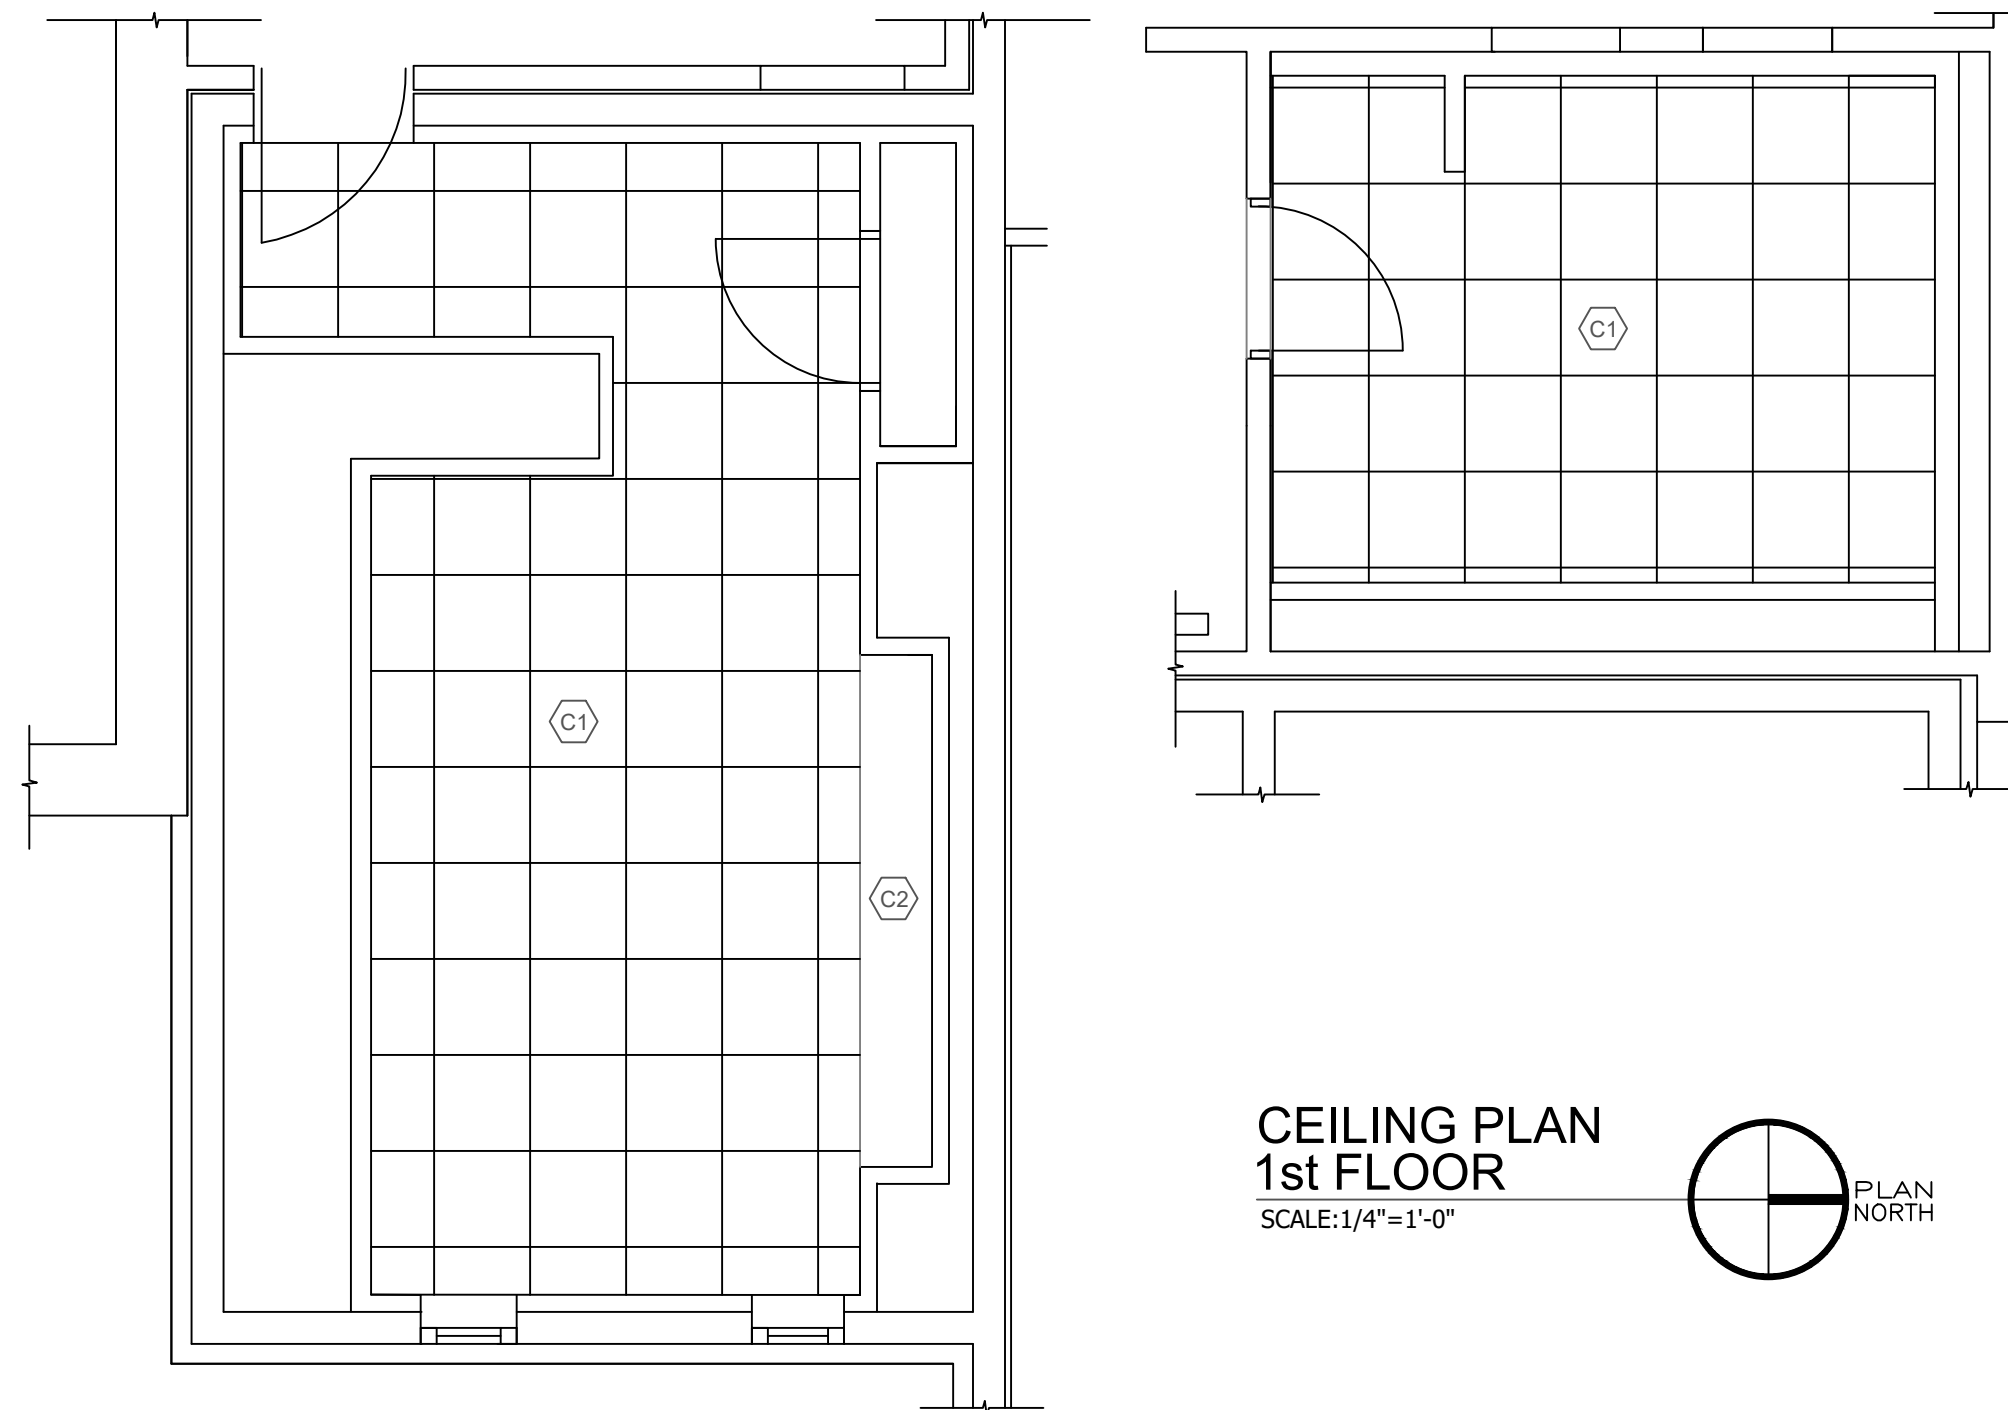 C1
C1
C2
CEILING PLAN
1st FLOOR
SCALE:1/4"=1'-0"
PLAN
NORTH